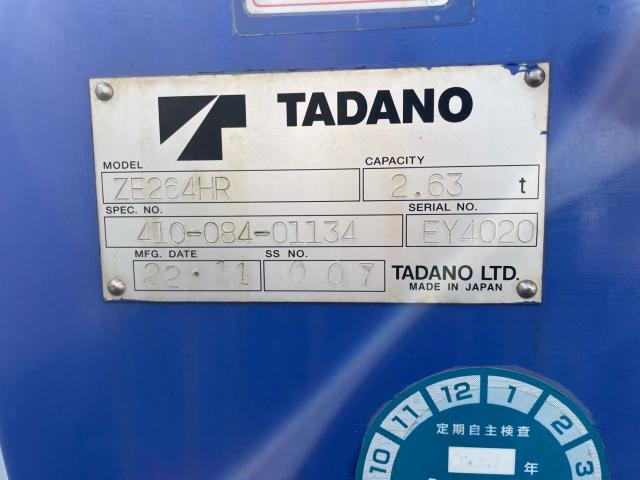 TADANO
MODEL CAPACITY
ZE264HR 2.63 t
SPEC. NO. SERIAL NO.
410-084-01134 EY4020
MFG. DATE SS NO.
22・11 007 TADANO LTD.
MADE IN JAPAN
10 11 12 1 2 3
定期自主検査
年